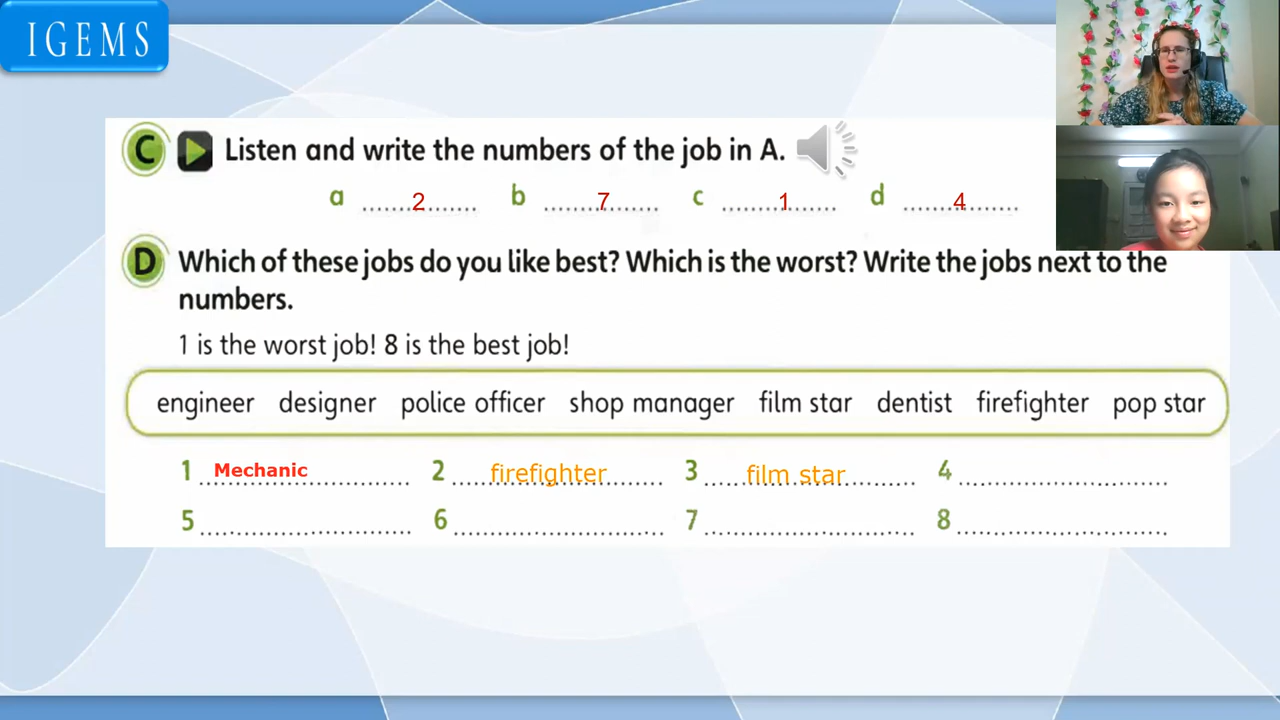 IGEMS
C Listen and write the numbers of the job in A.
a 2 b 7 c 1 d 4
D Which of these jobs do you like best? Which is the worst? Write the jobs next to the
numbers.
1 is the worst job! 8 is the best job!
engineer designer police officer shop manager film star dentist firefighter pop star
1 Mechanic 2 firefighter 3 film star 4
5 6 7 8